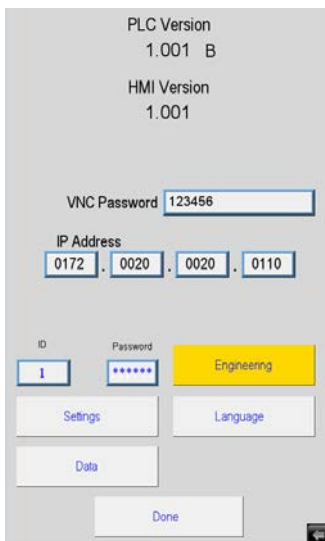 PLC Version
1.001 B
HMI Version
1.001
VNC Password 123456
IP Address
0172 . 0020 . 0020 . 0110
ID Password
1 ****** Engineering
Settings Language
Data
Done